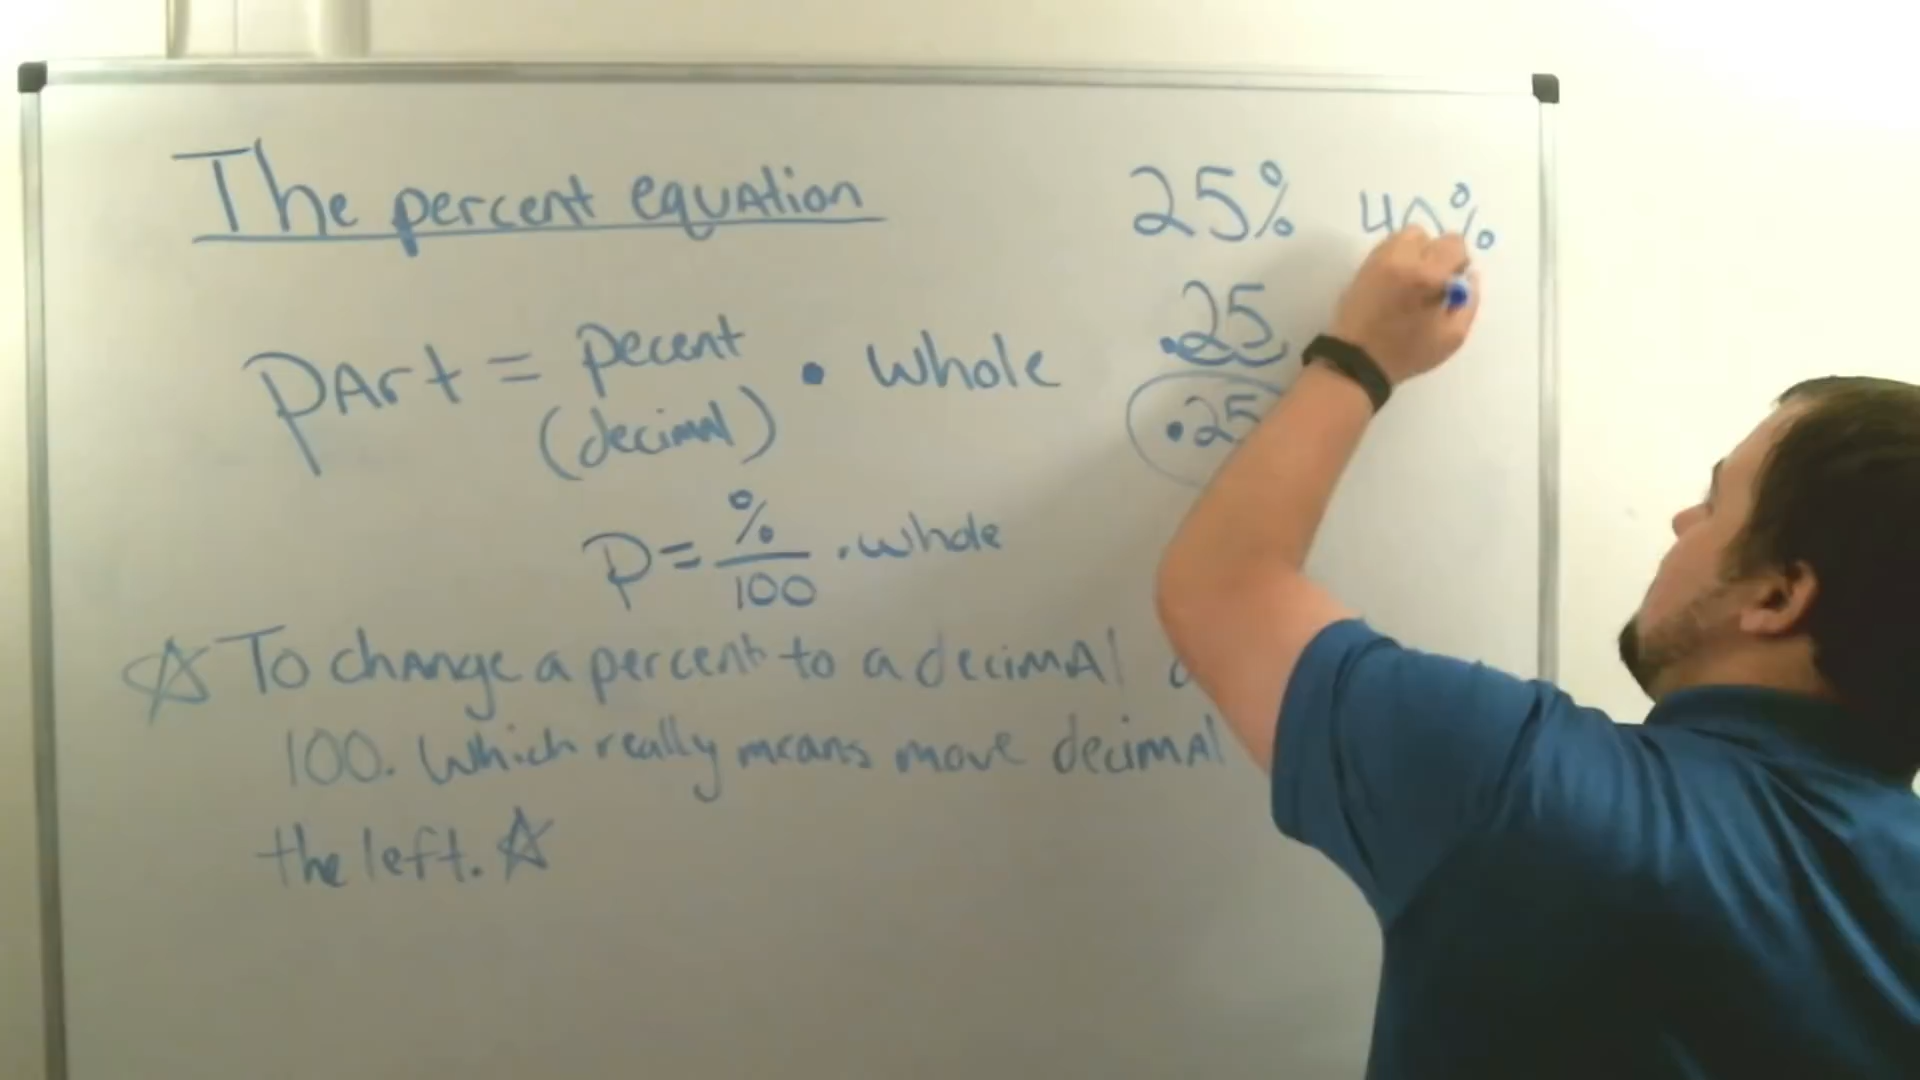 The percent equation
25% 40%
.25
.25
PArt = pecent • whole
(decimal)
P = %/100 . whole
☆ To change a percent to a decimal
100. Which really means move decimal
the left. ☆